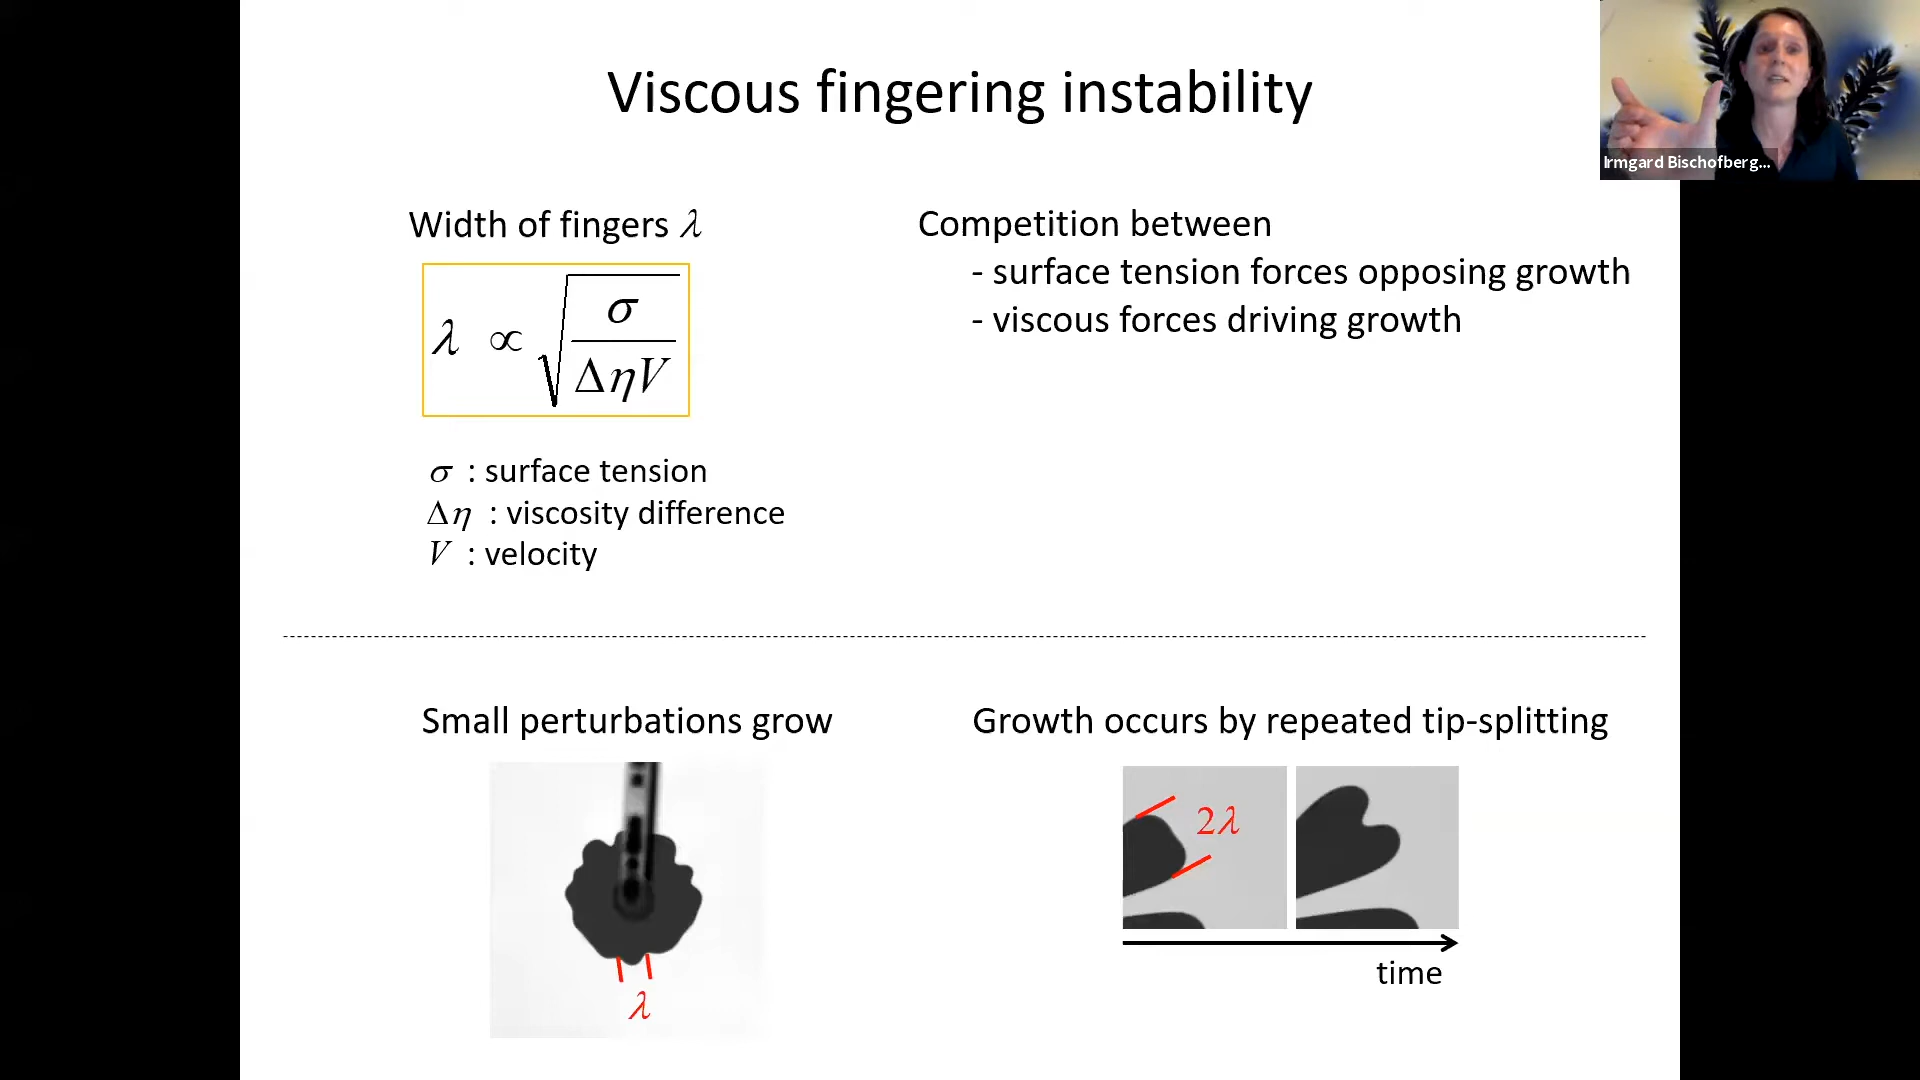 Viscous fingering instability
Irmgard Bischofberg...
Width of fingers λ
λ ∝ √(σ / ΔηV)
σ : surface tension
Δη : viscosity difference
V : velocity
Competition between
- surface tension forces opposing growth
- viscous forces driving growth
Small perturbations grow
λ
Growth occurs by repeated tip-splitting
2λ
time